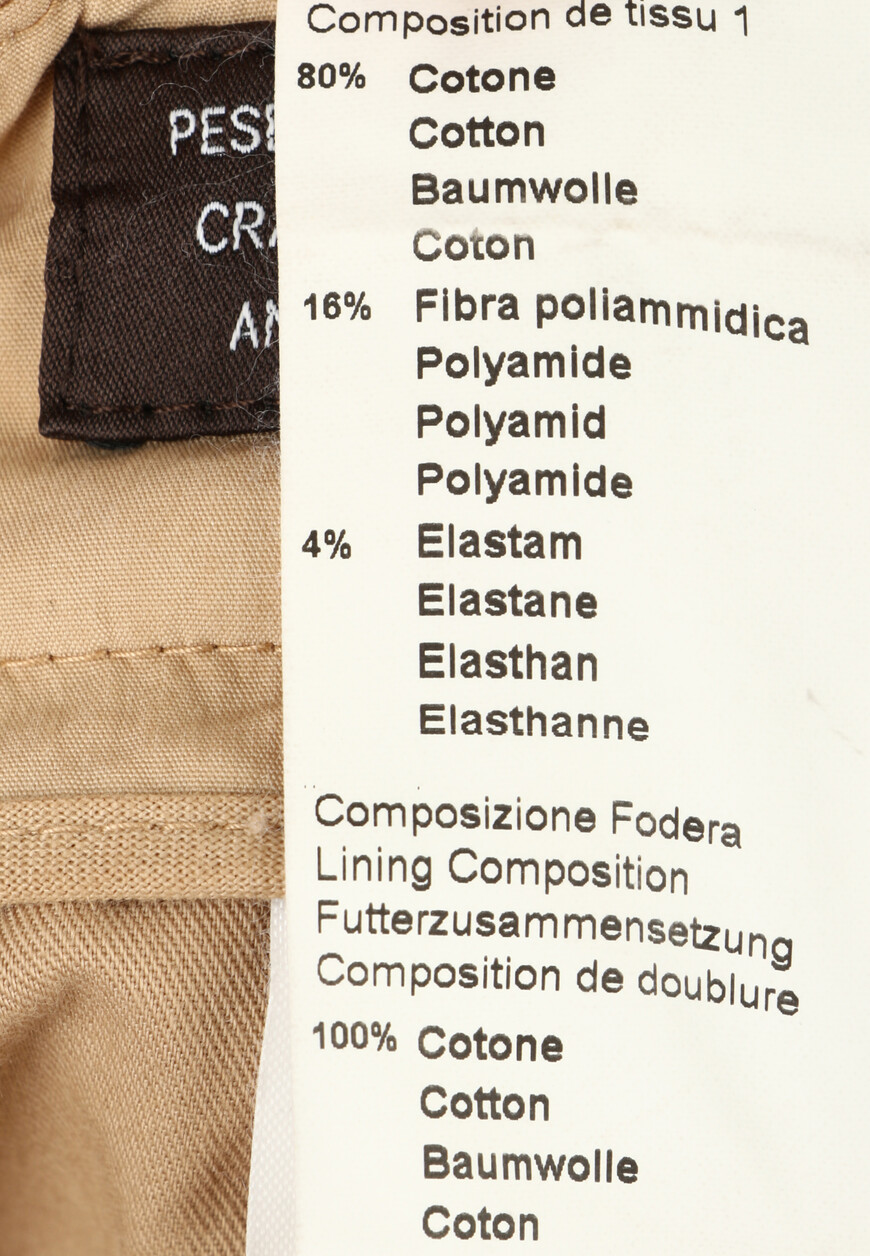 Composition de tissu 1
80% Cotone
Cotton
Baumwolle
Coton
16% Fibra poliammidica
Polyamide
Polyamid
Polyamide
4% Elastam
Elastane
Elasthan
Elasthanne
Composizione Fodera
Lining Composition
Futterzusammensetzung
Composition de doublure
100% Cotone
Cotton
Baumwolle
Coton